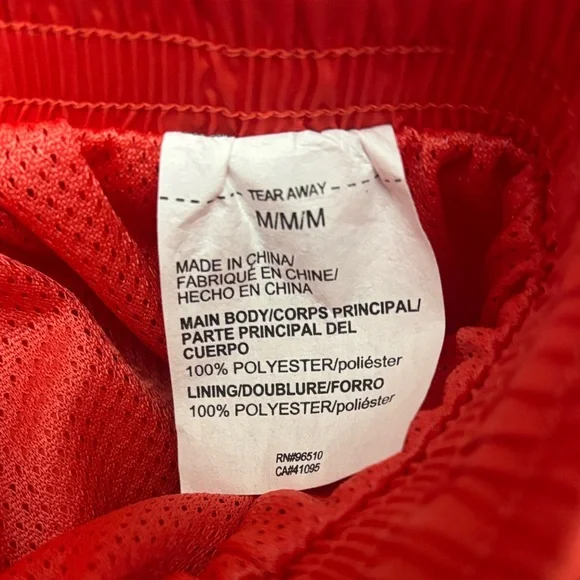 TEAR AWAY
M/M/M
MADE IN CHINA/
FABRIQUÉ EN CHINE/
HECHO EN CHINA
MAIN BODY/CORPS PRINCIPAL/
PARTE PRINCIPAL DEL
CUERPO
100% POLYESTER/poliéster
LINING/DOUBLURE/FORRO
100% POLYESTER/poliéster
RN#96510
CA#41095